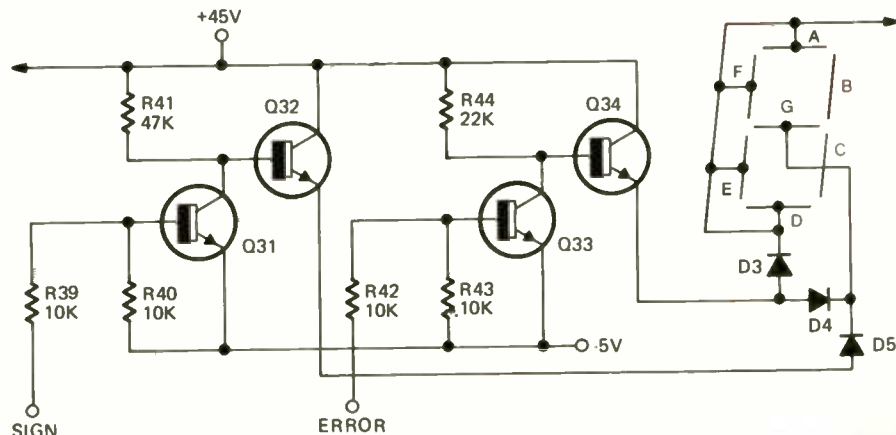 +45V
A
R41
47K
Q32
R44
22K
Q34
F
B
G
C
E
Q31
Q33
D
R39
10K
R40
10K
R42
10K
R43
10K
D3
D4
-5V
D5
SIGN
ERROR